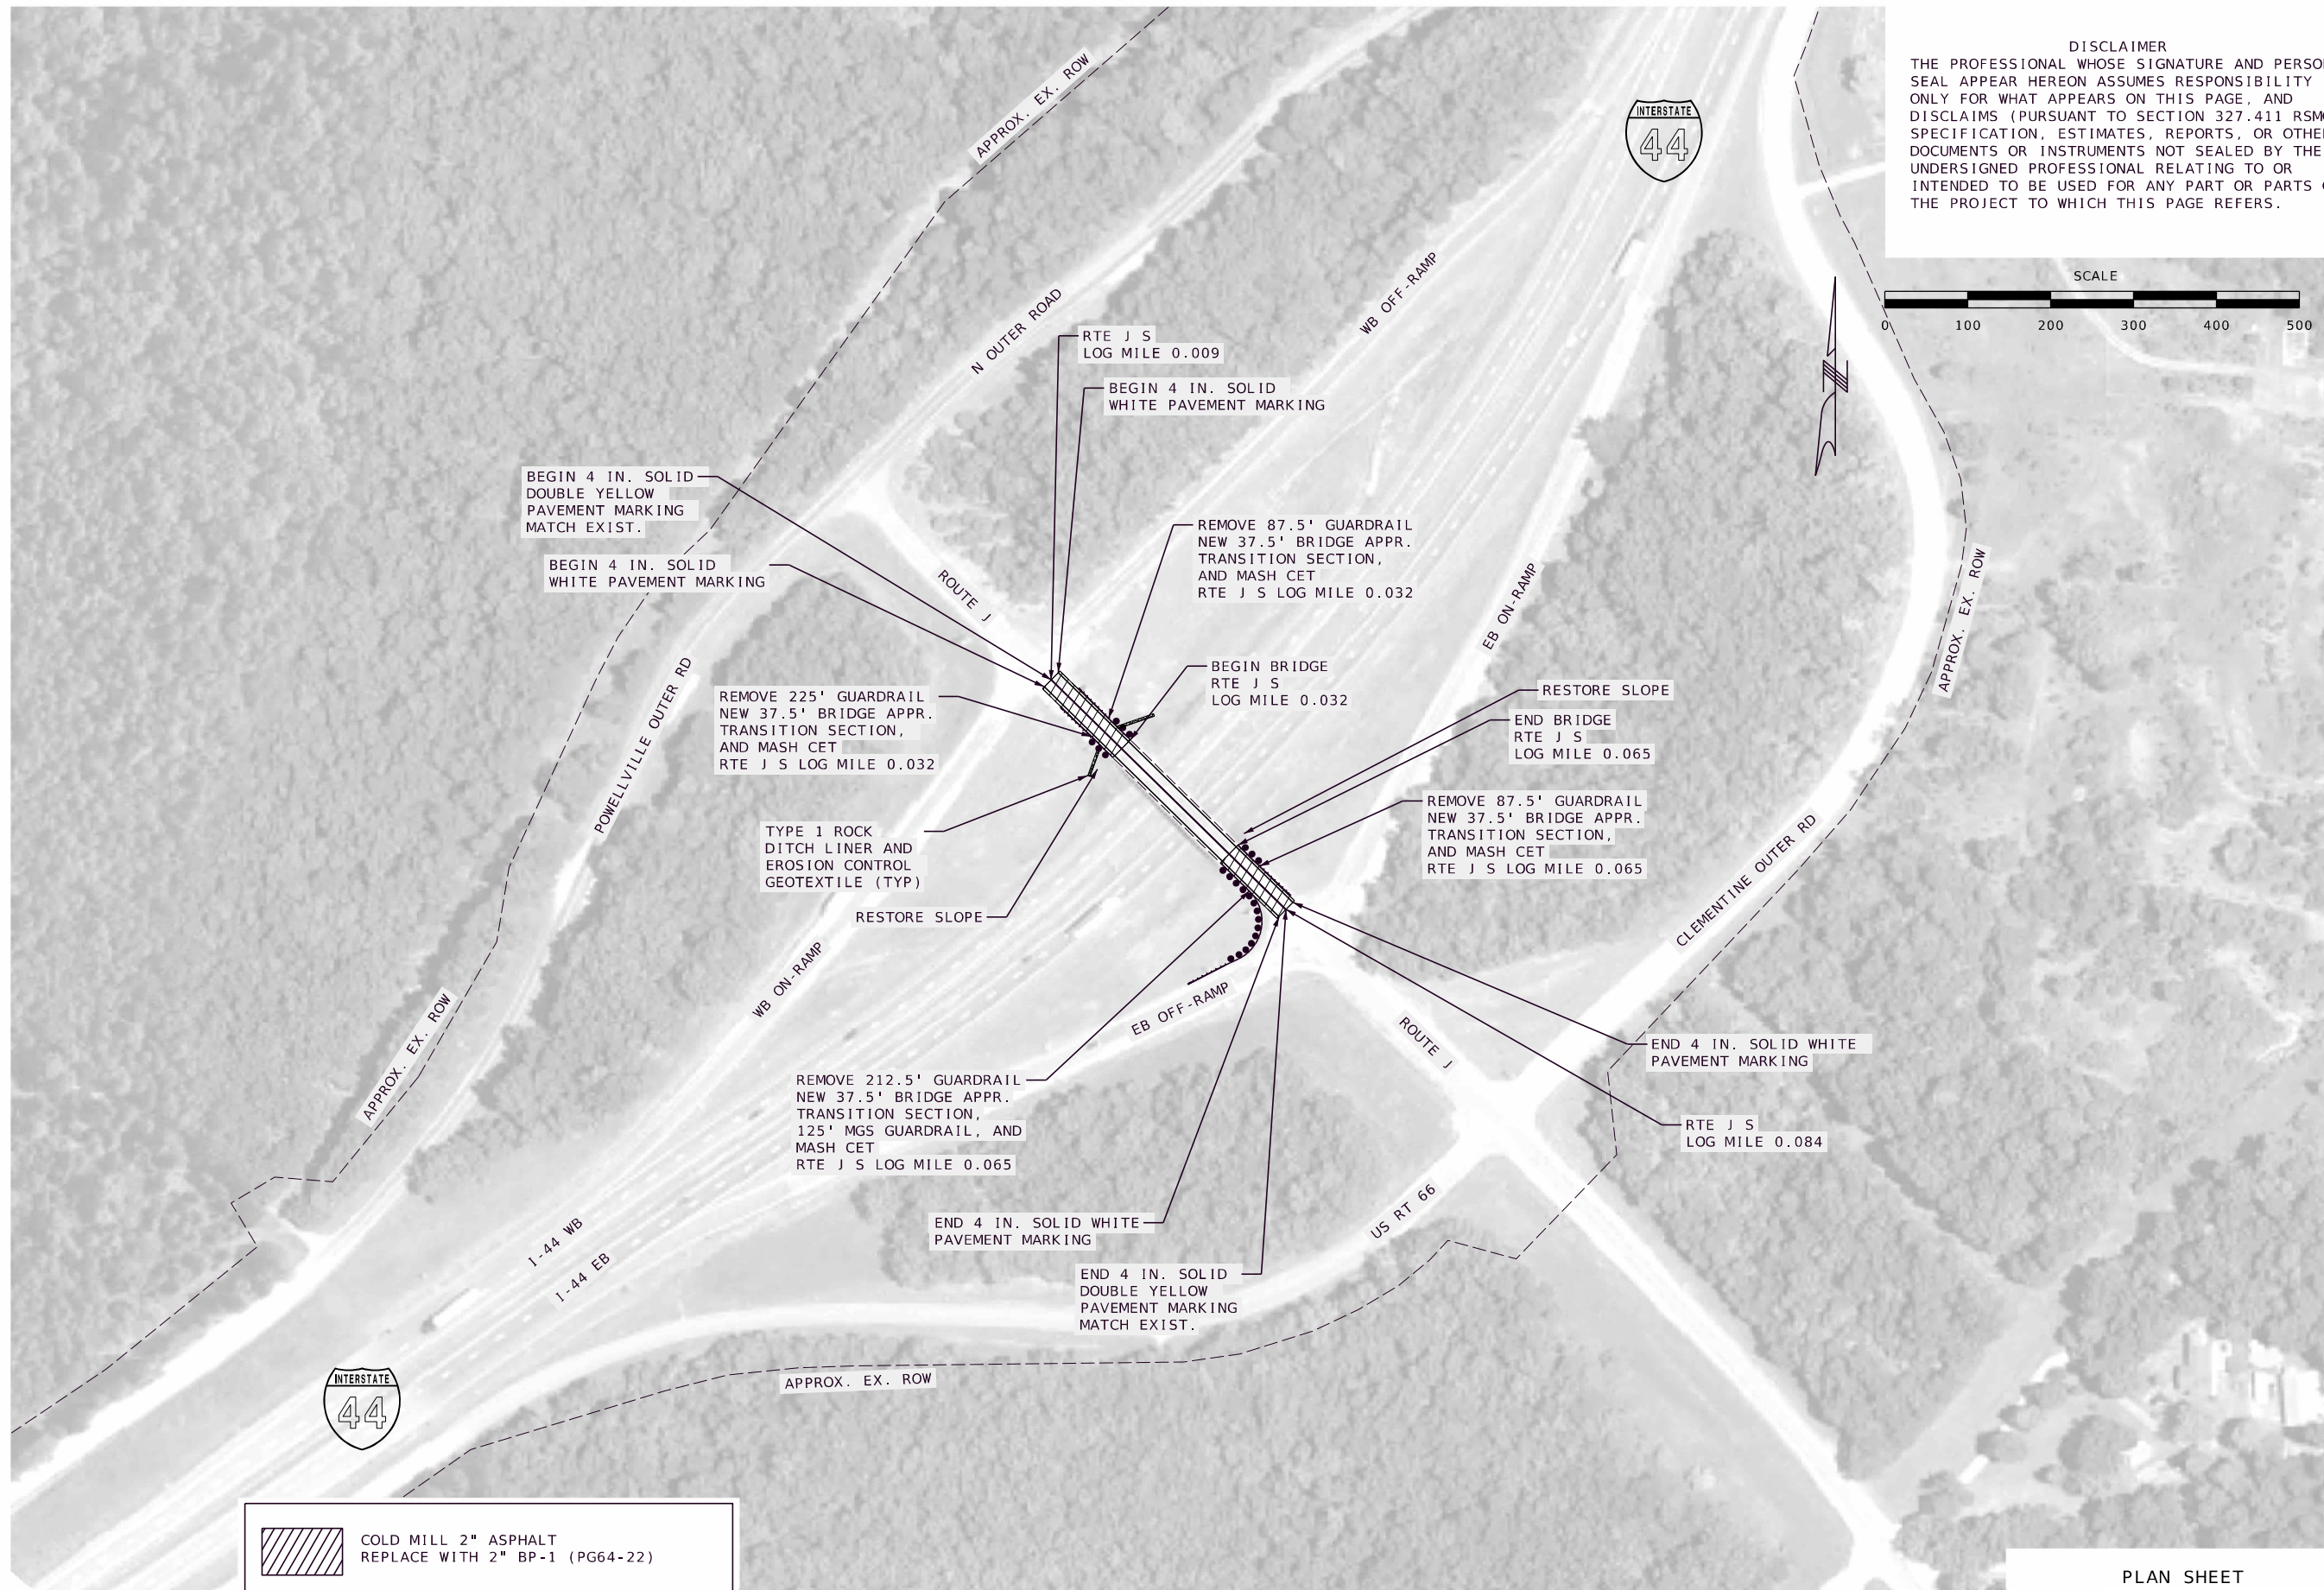 DISCLAIMER
THE PROFESSIONAL WHOSE SIGNATURE AND
SEAL APPEAR HEREON ASSUMES RESPONSIBILITY
ONLY FOR WHAT APPEARS ON THIS PAGE, AND
DISCLAIMS (PURSUANT TO SECTION 327.411
SPECIFICATION, ESTIMATES, REPORTS, OR
DOCUMENTS OR INSTRUMENTS NOT SEALED BY THE
UNDERSIGNED PROFESSIONAL RELATING TO OR
INTENDED TO BE USED FOR ANY PART OR PARTS
THE PROJECT TO WHICH THIS PAGE REFERS.
SCALE
0 100 200 300 400 500
INTERSTATE
44
APPROX. EX. ROW
N OUTER ROAD
WB OFF-RAMP
RTE J S
LOG MILE 0.009
BEGIN 4 IN. SOLID
WHITE PAVEMENT MARKING
BEGIN 4 IN. SOLID
DOUBLE YELLOW
PAVEMENT MARKING
MATCH EXIST.
BEGIN 4 IN. SOLID
WHITE PAVEMENT MARKING
REMOVE 87.5' GUARDRAIL
NEW 37.5' BRIDGE APPR.
TRANSITION SECTION,
AND MASH CET
RTE J S LOG MILE 0.032
ROUTE J
EB ON-RAMP
APPROX. EX. ROW
BEGIN BRIDGE
RTE J S
LOG MILE 0.032
RESTORE SLOPE
END BRIDGE
RTE J S
LOG MILE 0.065
POWELLVILLE OUTER RD
REMOVE 225' GUARDRAIL
NEW 37.5' BRIDGE APPR.
TRANSITION SECTION,
AND MASH CET
RTE J S LOG MILE 0.032
REMOVE 87.5' GUARDRAIL
NEW 37.5' BRIDGE APPR.
TRANSITION SECTION,
AND MASH CET
RTE J S LOG MILE 0.065
TYPE 1 ROCK
DITCH LINER AND
EROSION CONTROL
GEOTEXTILE (TYP)
RESTORE SLOPE
CLEMENTINE OUTER RD
WB ON-RAMP
EB OFF-RAMP
APPROX. EX. ROW
ROUTE J
END 4 IN. SOLID WHITE
PAVEMENT MARKING
REMOVE 212.5' GUARDRAIL
NEW 37.5' BRIDGE APPR.
TRANSITION SECTION,
125' MGS GUARDRAIL, AND
MASH CET
RTE J S LOG MILE 0.065
RTE J S
LOG MILE 0.084
END 4 IN. SOLID WHITE
PAVEMENT MARKING
US RT 66
I-44 WB
I-44 EB
END 4 IN. SOLID
DOUBLE YELLOW
PAVEMENT MARKING
MATCH EXIST.
INTERSTATE
44
APPROX. EX. ROW
COLD MILL 2" ASPHALT
REPLACE WITH 2" BP-1 (PG64-22)
PLAN SHEET